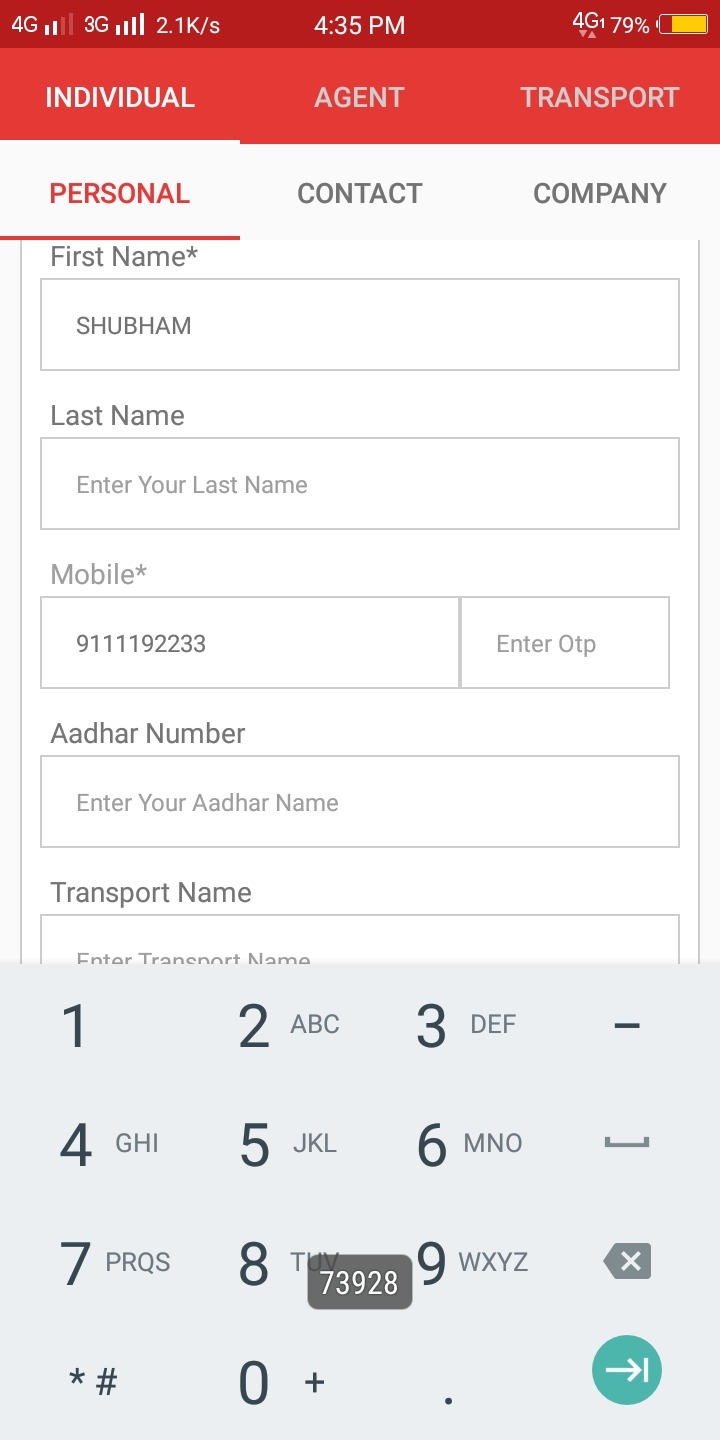 4G 3G 2.1K/s 4:35 PM 4G1 79%
INDIVIDUAL AGENT TRANSPORT
PERSONAL CONTACT COMPANY
First Name*
SHUBHAM
Last Name
Enter Your Last Name
Mobile*
9111192233 Enter Otp
Aadhar Number
Enter Your Aadhar Name
Transport Name
Enter Transport Name
1 2 ABC 3 DEF –
4 GHI 5 JKL 6 MNO
7 PRQS 8 TUV 9 WXYZ
73928
* # 0 + .